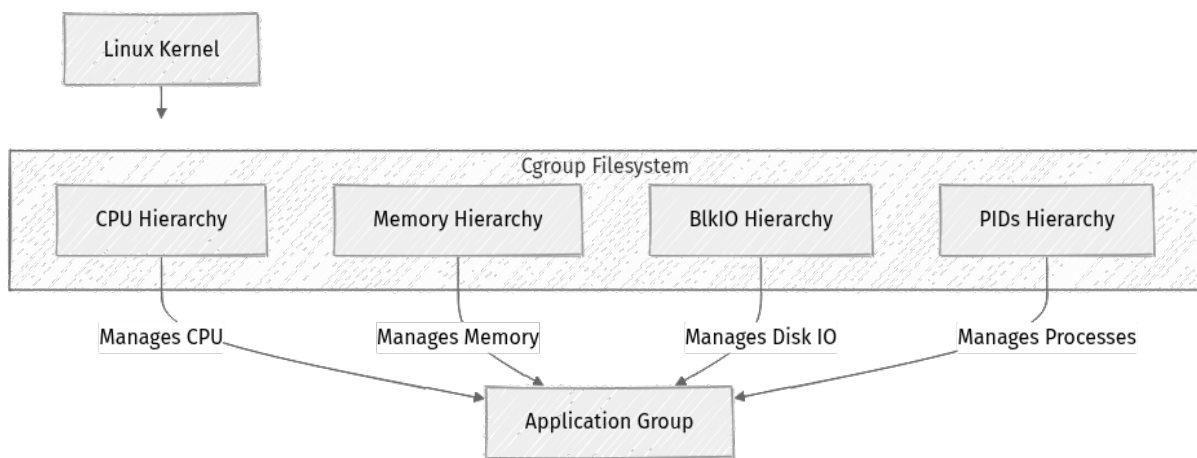 Linux Kernel
Cgroup Filesystem
CPU Hierarchy
Memory Hierarchy
BlkIO Hierarchy
PIDs Hierarchy
Manages CPU
Manages Memory
Manages Disk IO
Manages Processes
Application Group